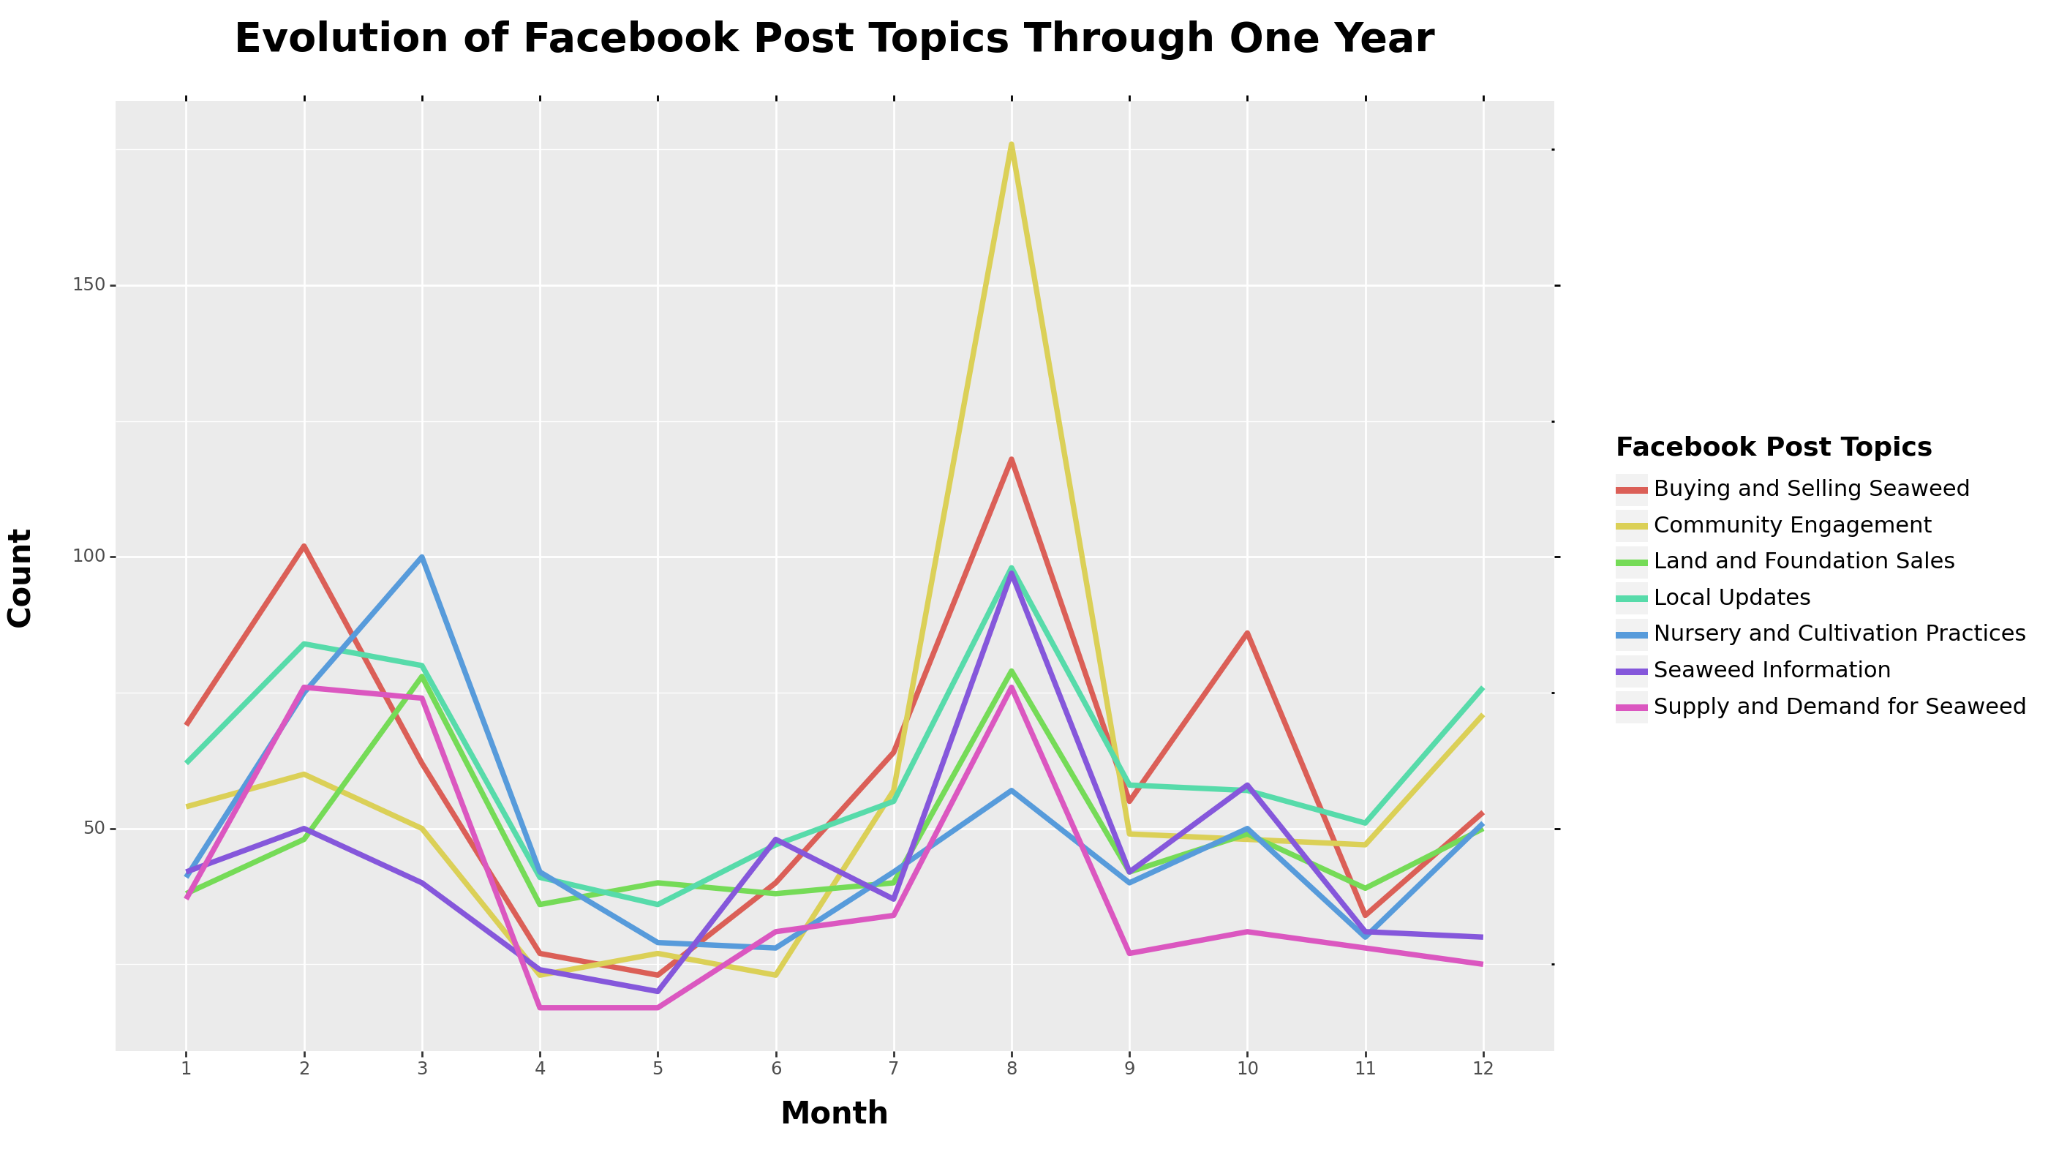 Evolution of Facebook Post Topics Through One Year
150
100
50
Count
1 2 3 4 5 6 7 8 9 10 11 12
Month
Facebook Post Topics
Buying and Selling Seaweed
Community Engagement
Land and Foundation Sales
Local Updates
Nursery and Cultivation Practices
Seaweed Information
Supply and Demand for Seaweed